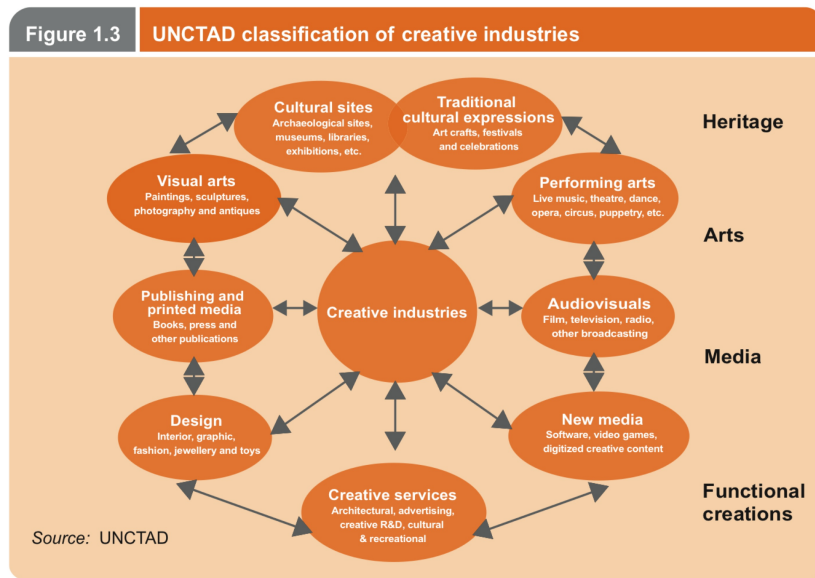 Figure 1.3
UNCTAD classification of creative industries
Cultural sites
Archaeological sites,
museums, libraries,
exhibitions, etc.
Traditional
cultural expressions
Art crafts, festivals
and celebrations
Heritage
Visual arts
Paintings, sculptures,
photography and antiques
Performing arts
Live music, theatre, dance,
opera, circus, puppetry, etc.
Arts
Publishing and
printed media
Books, press and
other publications
Creative industries
Audiovisuals
Film, television, radio,
other broadcasting
Media
Design
Interior, graphic,
fashion, jewellery and toys
New media
Software, video games,
digitized creative content
Creative services
Architectural, advertising,
creative R&D, cultural
& recreational
Functional
creations
Source: UNCTAD